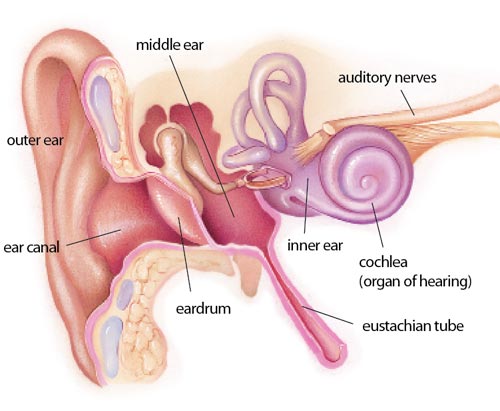 middle ear
auditory nerves
outer ear
ear canal
inner ear
cochlea
(organ of hearing)
eardrum
eustachian tube